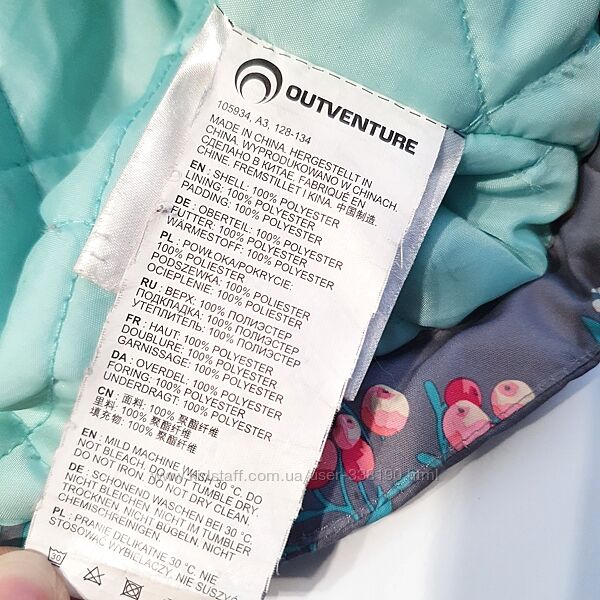 OUTVENTURE
105934, A3, 128-134
MADE IN CHINA, HERGESTELLT IN
CHINA, WYPRODUKOWANO W CHINACH,
СДЕЛАНО В КИТАЕ, FABRIQUE EN
CHINE, FREMSTILLET I KINA, 中国制造.
EN : SHELL: 100% POLYESTER
LINING: 100% POLYESTER
PADDING: 100% POLYESTER
DE : OBERTEIL: 100% POLYESTER
FUTTER: 100% POLYESTER
WÄRMESTOFF: 100% POLYESTER
PL : POWŁOKA/POKRYCIE:
100% POLIESTER
PODSZEWKA: 100% POLIESTER
OCIEPLENIE: 100% POLIESTER
RU : ВЕРХ: 100% ПОЛИЭСТЕР
ПОДКЛАДКА: 100% ПОЛИЭСТЕР
УТЕПЛИТЕЛЬ: 100% ПОЛИЭСТЕР
FR : HAUT: 100% POLYESTER
DOUBLURE: 100% POLYESTER
GARNISSAGE: 100% POLYESTER
DA : OVERDEL: 100% POLYESTER
FORING: 100% POLYESTER
UNDERDRAGT: 100% POLYESTER
CN : 面料: 100% 聚酯纤维
里料: 100% 聚酯纤维
填充物: 100% 聚酯纤维
EN : MILD MACHINE WASH 30 °C. DO
NOT BLEACH. DO NOT TUMBLE DRY.
DO NOT IRON. DO NOT DRY CLEAN.
DE : SCHONEND WASCHEN BEI 30 °C.
NICHT BLEICHEN. NICHT IM TUMBLER
TROCKNEN. NICHT BÜGELN. NICHT
CHEMISCHREINIGEN.
PL : PRANIE DELIKATNE 30 °C. NIE
STOSOWAĆ WYBIELACZY. NIE
30